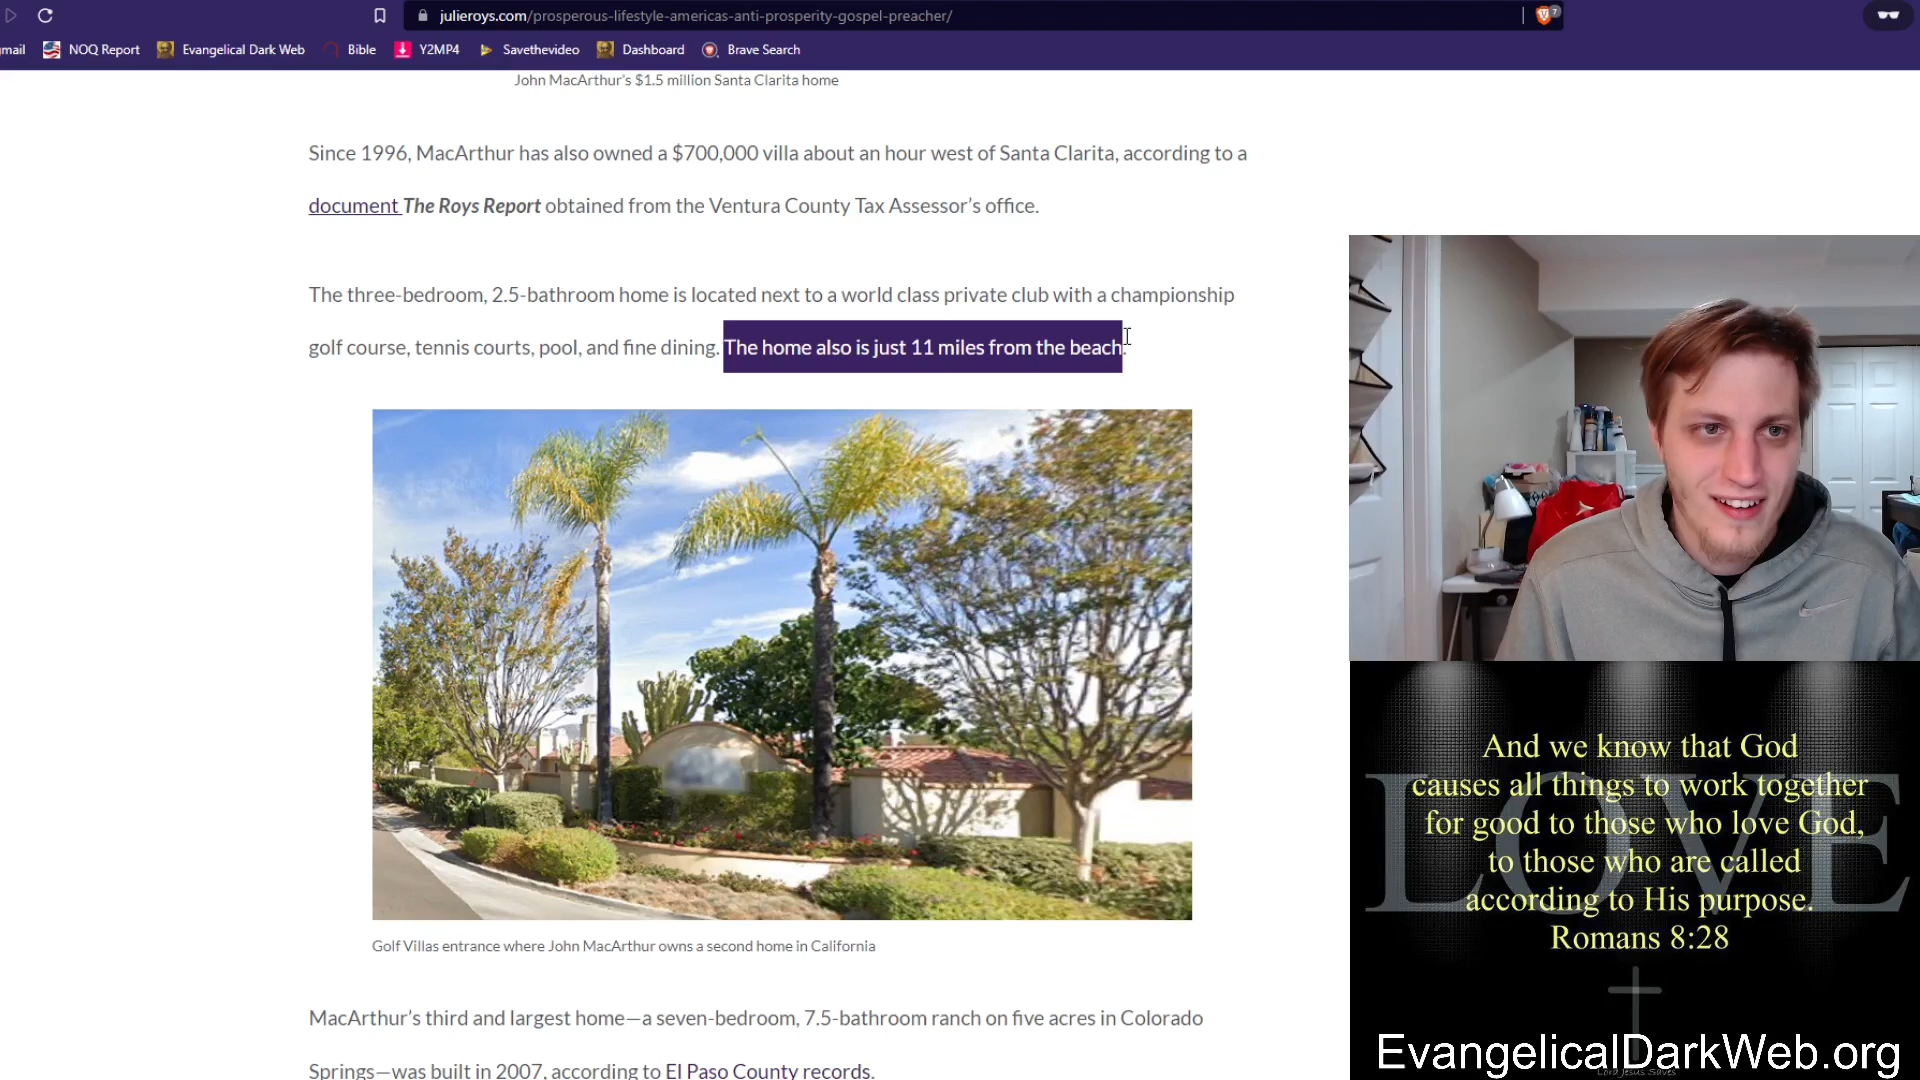 julieroys.com/prosperous-lifestyle-americas-anti-prosperity-gospel-preacher/
7
mail NOQ Report Evangelical Dark Web Bible Y2MP4 Savethevideo Dashboard Brave Search
John MacArthur's $1.5 million Santa Clarita home
Since 1996, MacArthur has also owned a $700,000 villa about an hour west of Santa Clarita, according to a
document The Roys Report obtained from the Ventura County Tax Assessor's office.
The three-bedroom, 2.5-bathroom home is located next to a world class private club with a championship
golf course, tennis courts, pool, and fine dining. The home also is just 11 miles from the beach.
Golf Villas entrance where John MacArthur owns a second home in California
MacArthur's third and largest home—a seven-bedroom, 7.5-bathroom ranch on five acres in Colorado
Springs—was built in 2007, according to El Paso County records.
LOVE
And we know that God
causes all things to work together
for good to those who love God,
to those who are called
according to His purpose.
Romans 8:28
EvangelicalDarkWeb.org
Lord Jesus Saves